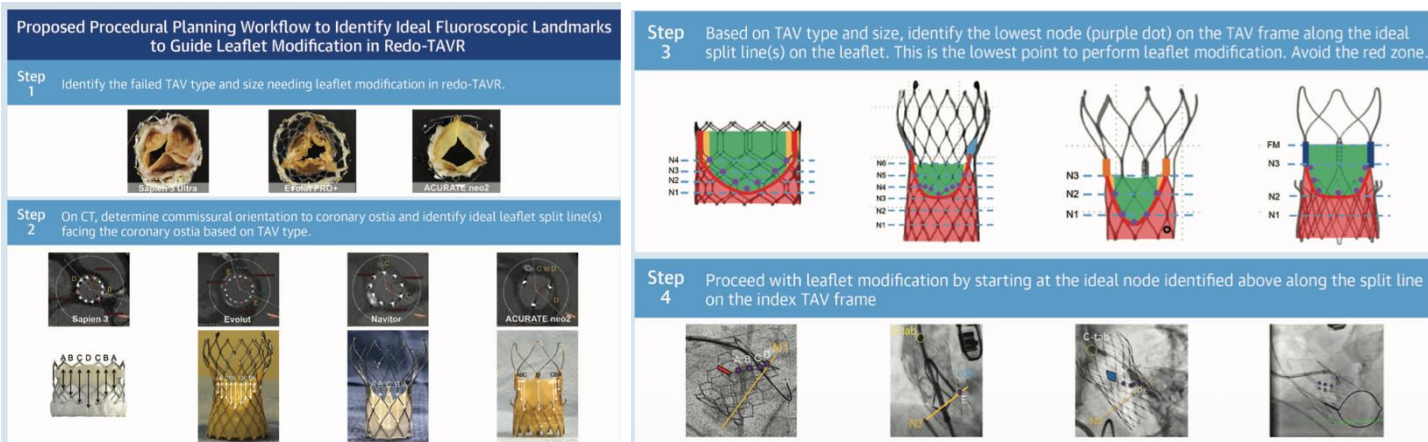 Proposed Procedural Planning Workflow to Identify Ideal Fluoroscopic Landmarks
to Guide Leaflet Modification in Redo-TAVR
Step
1
Identify the failed TAV type and size needing leaflet modification in redo-TAVR.
Sapien 3 Ultra
Evolut PRO+
ACURATE neo2
Step
2
On CT, determine commissural orientation to coronary ostia and identify ideal leaflet split line(s)
facing the coronary ostia based on TAV type.
Sapien 3
Evolut
Navitor
ACURATE neo2
A B C D C B A
A B C B A
ABC D CBA
Step
3
Based on TAV type and size, identify the lowest node (purple dot) on the TAV frame along the ideal
split line(s) on the leaflet. This is the lowest point to perform leaflet modification. Avoid the red zone.
N4
N3
N2
N1
N6
N5
N4
N3
N2
N1
N3
N2
N1
FM
N3
N2
N1
Step
4
Proceed with leaflet modification by starting at the ideal node identified above along the split line
on the index TAV frame
A B C D
N1
N3
E
C-tab